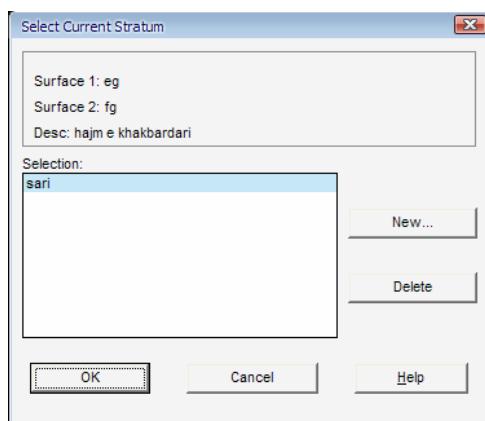 Select Current Stratum
Surface 1: eg
Surface 2: fg
Desc: hajm e khakbardari
Selection:
sari
New...
Delete
OK
Cancel
Help